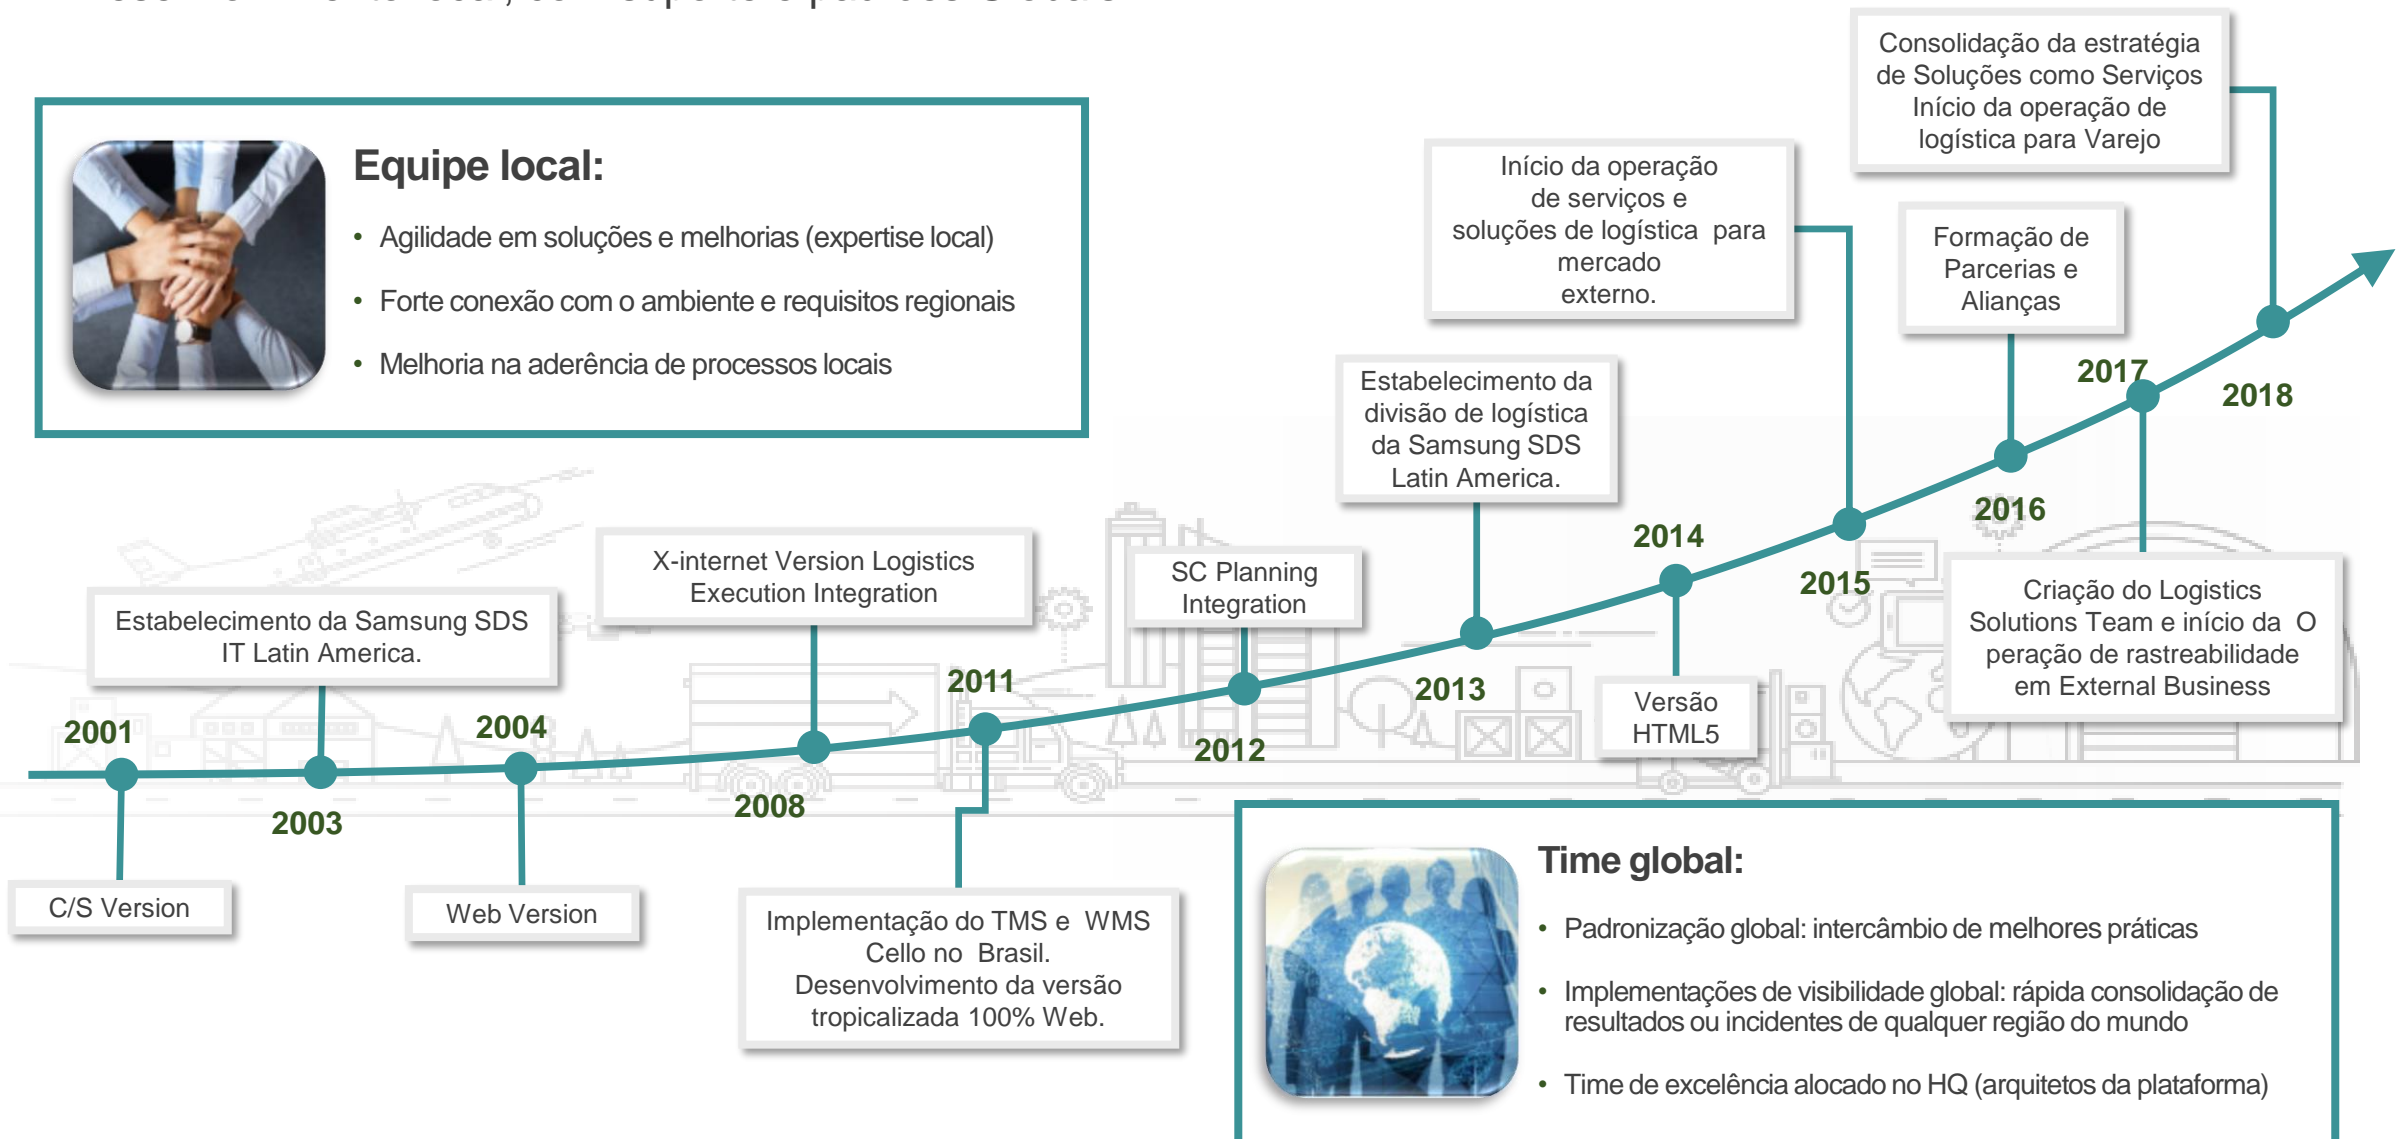 Consolidação da estratégia
de Soluções como Serviços
Início da operação de
logística para Varejo
Equipe local:
• Agilidade em soluções e melhorias (expertise local)
• Forte conexão com o ambiente e requisitos regionais
• Melhoria na aderência de processos locais
Início da operação
de serviços e
soluções de logística para
mercado
externo.
Formação de
Parcerias e
Alianças
Estabelecimento da
divisão de logística
da Samsung SDS
Latin America.
2017
2018
2016
2014
2015
X-internet Version Logistics
Execution Integration
SC Planning
Integration
Estabelecimento da Samsung SDS
IT Latin America.
Criação do Logistics
Solutions Team e início da O
peração de rastreabilidade
em External Business
2011
2013
Versão
HTML5
2001
2004
2012
2008
2003
C/S Version
Web Version
Implementação do TMS e WMS
Cello no Brasil.
Desenvolvimento da versão
tropicalizada 100% Web.
Time global:
• Padronização global: intercâmbio de melhores práticas
• Implementações de visibilidade global: rápida consolidação de
resultados ou incidentes de qualquer região do mundo
• Time de excelência alocado no HQ (arquitetos da plataforma)